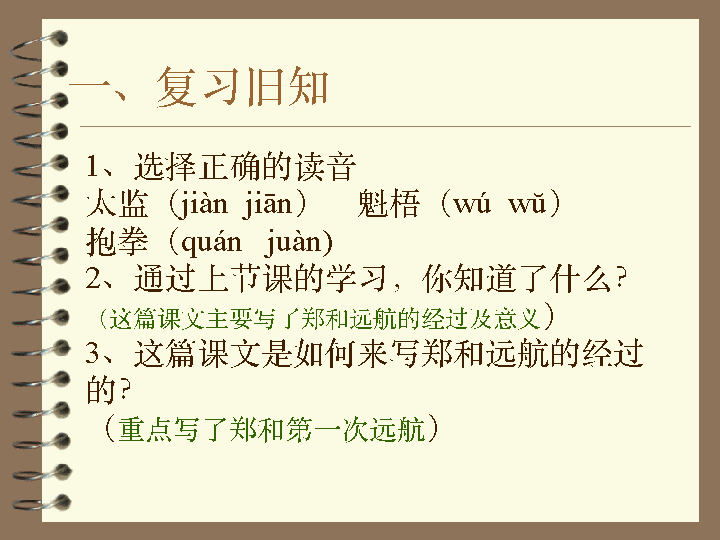 一、复习旧知
1、选择正确的读音
太监（jiàn  jiān）   魁梧（wú  wǔ）
抱拳（quán   juàn)
2、通过上节课的学习，你知道了什么？
（这篇课文主要写了郑和远航的经过及意义）
3、这篇课文是如何来写郑和远航的经过
的？
（重点写了郑和第一次远航）